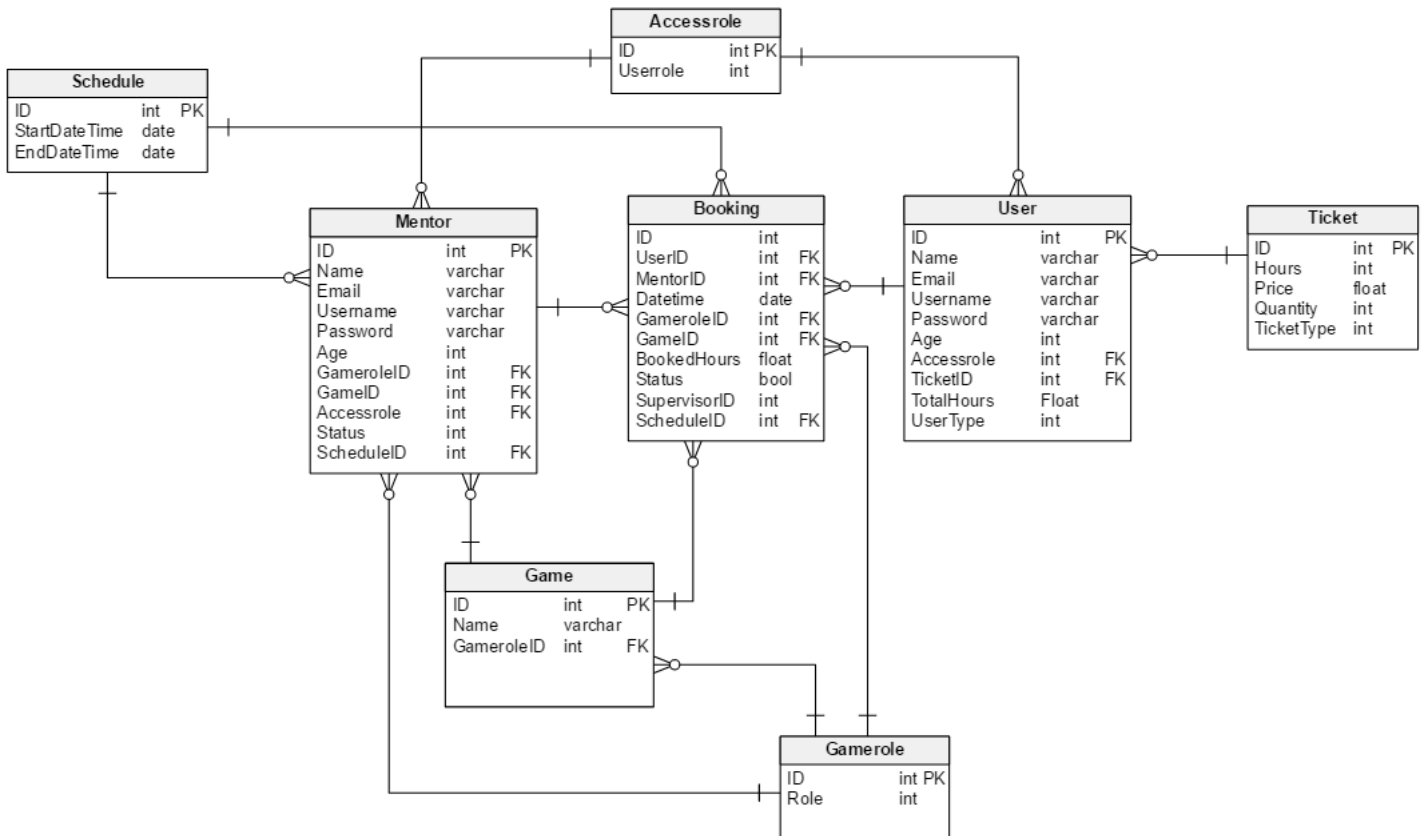 Accessrole
ID int PK
Userrole int
Schedule
ID int PK
StartDateTime date
EndDateTime date
Mentor
ID int PK
Name varchar
Email varchar
Username varchar
Password varchar
Age int
GameroleID int FK
GameID int FK
Accessrole int FK
Status int
ScheduleID int FK
Booking
ID int
UserID int FK
MentorID int FK
Datetime date
GameroleID int FK
GameID int FK
BookedHours float
Status bool
SupervisorID int
ScheduleID int FK
User
ID int PK
Name varchar
Email varchar
Username varchar
Password varchar
Age int
Accessrole int FK
TicketID int FK
TotalHours Float
UserType int
Ticket
ID int PK
Hours int
Price float
Quantity int
TicketType int
Game
ID int PK
Name varchar
GameroleID int FK
Gamerole
ID int PK
Role int